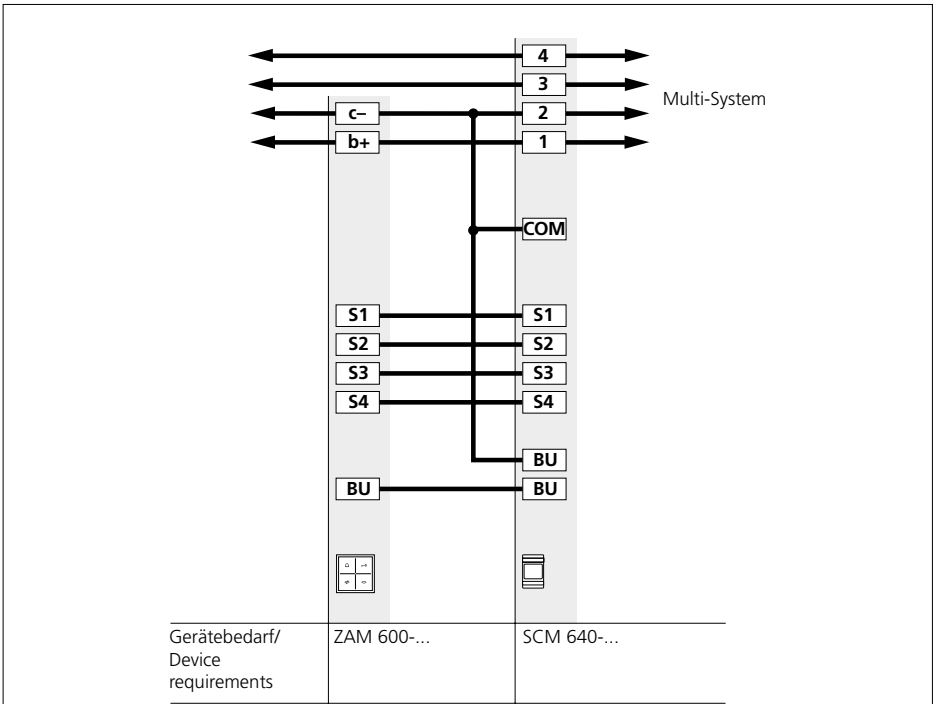 4
3
Multi-System
c– 2
b+ 1
COM
S1 S1
S2 S2
S3 S3
S4 S4
BU
BU BU
Gerätebedarf/ ZAM 600-... SCM 640-...
Device
requirements